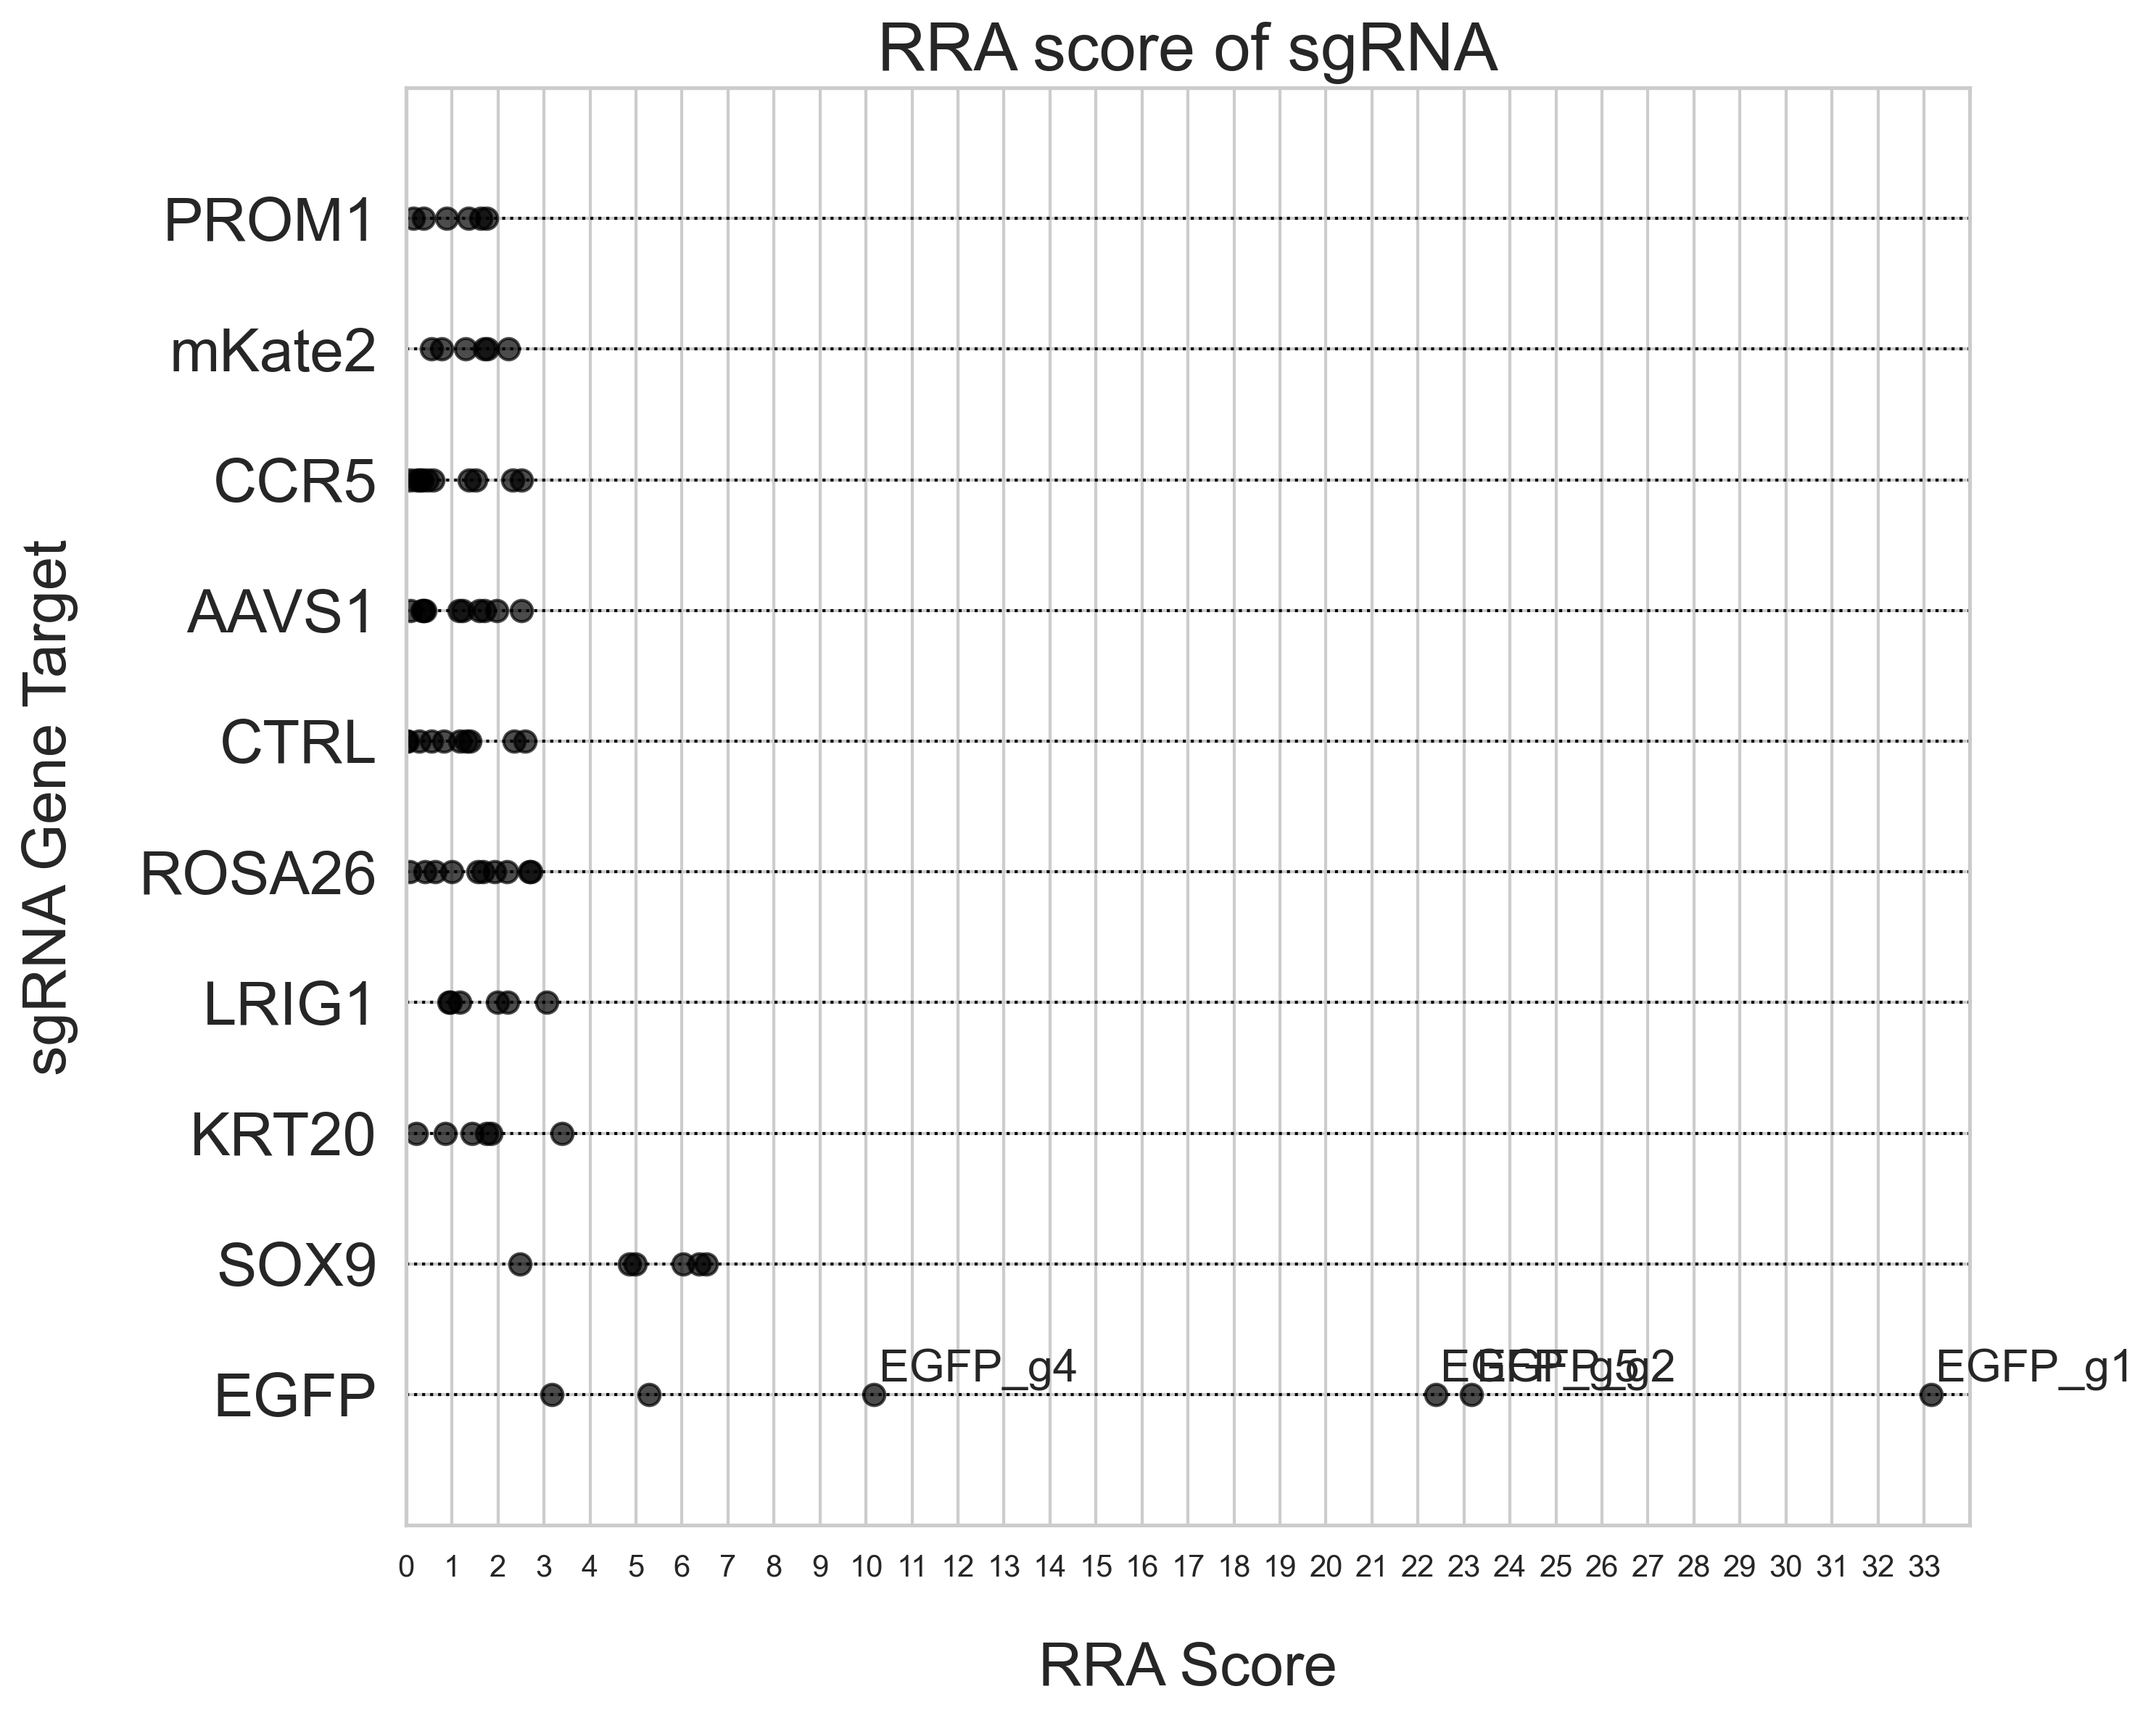 RRA score of sgRNA
sgRNA Gene Target
PROM1
mKate2
CCR5
AAVS1
CTRL
ROSA26
LRIG1
KRT20
SOX9
EGFP
EGFP_g4
EGFP_g5
EGFP_g2
EGFP_g1
0 1 2 3 4 5 6 7 8 9 10 11 12 13 14 15 16 17 18 19 20 21 22 23 24 25 26 27 28 29 30 31 32 33
RRA Score